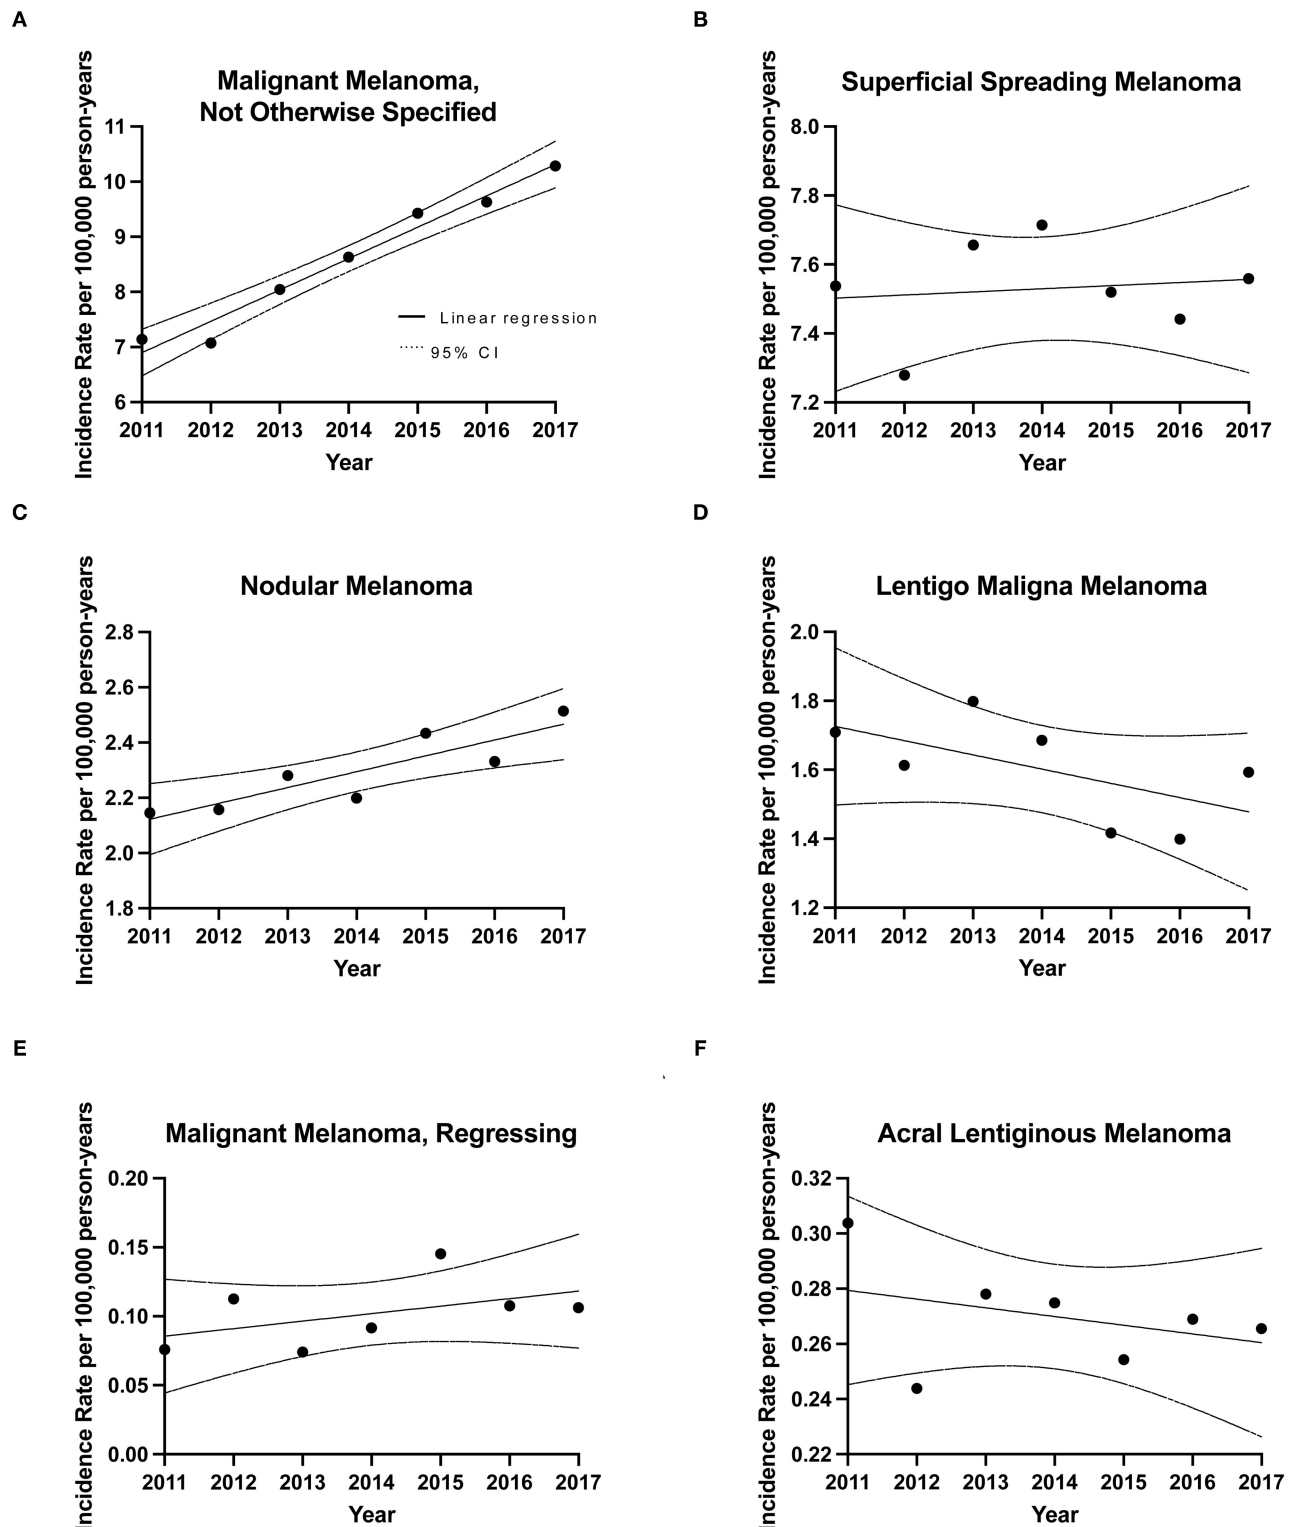 A
Malignant Melanoma,
Not Otherwise Specified
Incidence Rate per 100,000 person-years
11
10
9
8
7
6
Linear regression
95% CI
2011 2012 2013 2014 2015 2016 2017
Year
B
Superficial Spreading Melanoma
Incidence Rate per 100,000 person-years
8.0
7.8
7.6
7.4
7.2
2011 2012 2013 2014 2015 2016 2017
Year
C
Nodular Melanoma
Incidence Rate per 100,000 person-years
2.8
2.6
2.4
2.2
2.0
1.8
2011 2012 2013 2014 2015 2016 2017
Year
D
Lentigo Maligna Melanoma
Incidence Rate per 100,000 person-years
2.0
1.8
1.6
1.4
1.2
2011 2012 2013 2014 2015 2016 2017
Year
E
Malignant Melanoma, Regressing
Incidence Rate per 100,000 person-years
0.20
0.15
0.10
0.05
0.00
2011 2012 2013 2014 2015 2016 2017
Year
F
Acral Lentiginous Melanoma
Incidence Rate per 100,000 person-years
0.32
0.30
0.28
0.26
0.24
0.22
2011 2012 2013 2014 2015 2016 2017
Year